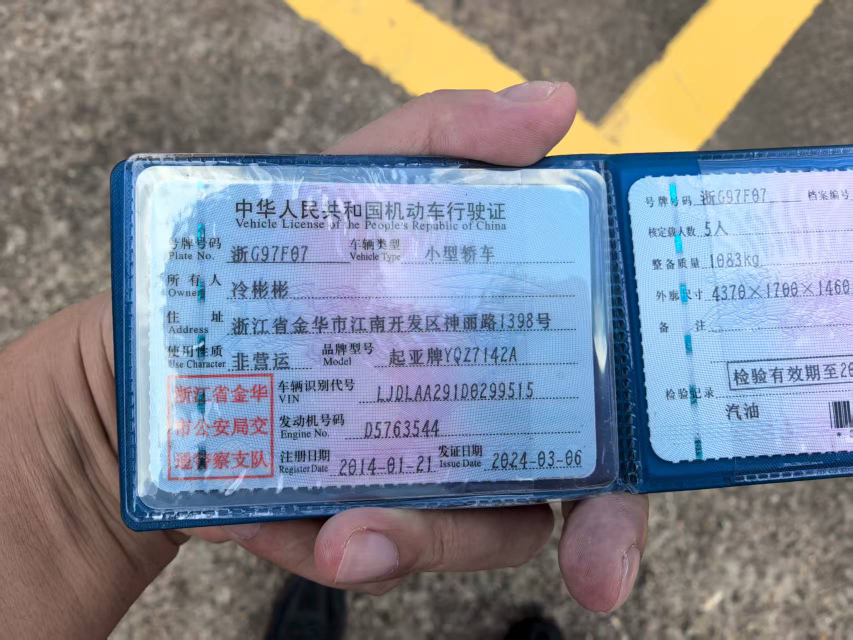 中华人民共和国机动车行驶证
Vehicle License of the People's Republic of China
号牌号码 浙G97F07 车辆类型 小型轿车
Plate No. Vehicle Type
所有人 冷彬彬
Owner
住址 浙江省金华市江南开发区神丽路1398号
Address
使用性质 非营运 品牌型号 起亚牌YQZ7142A
Use Character Model
浙江省金华
市公安局交
通警察支队
车辆识别代号 LJDLAA291D0299515
VIN
发动机号码 D5763544
Engine No.
注册日期 2014-01-21 发证日期 2024-03-06
Register Date Issue Date
号牌号码 浙G97F07 档案编号
核定载人数 5人
整备质量 1083kg
外廓尺寸 4370×1700×1460
备注
检验有效期至20
检验记录
汽油